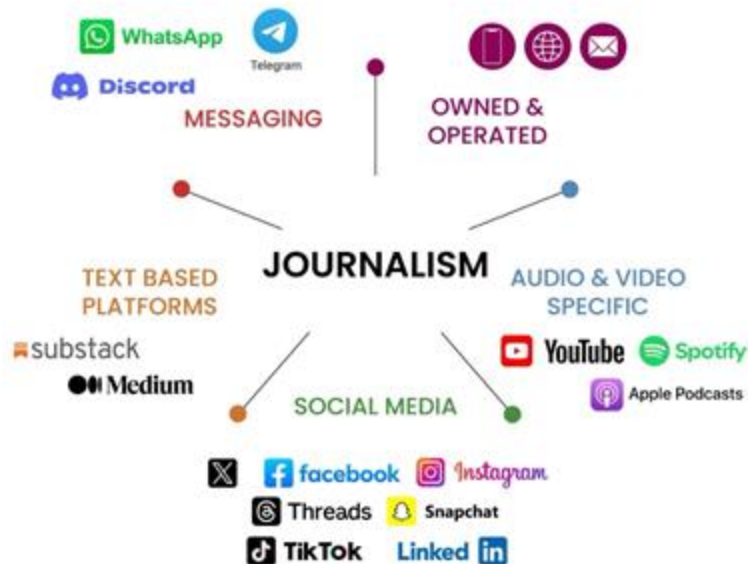 WhatsApp
Telegram
Discord
MESSAGING
OWNED &
OPERATED
JOURNALISM
TEXT BASED
PLATFORMS
substack
Medium
AUDIO & VIDEO
SPECIFIC
YouTube
Spotify
Apple Podcasts
SOCIAL MEDIA
X
facebook
Instagram
Threads
Snapchat
TikTok
Linked in